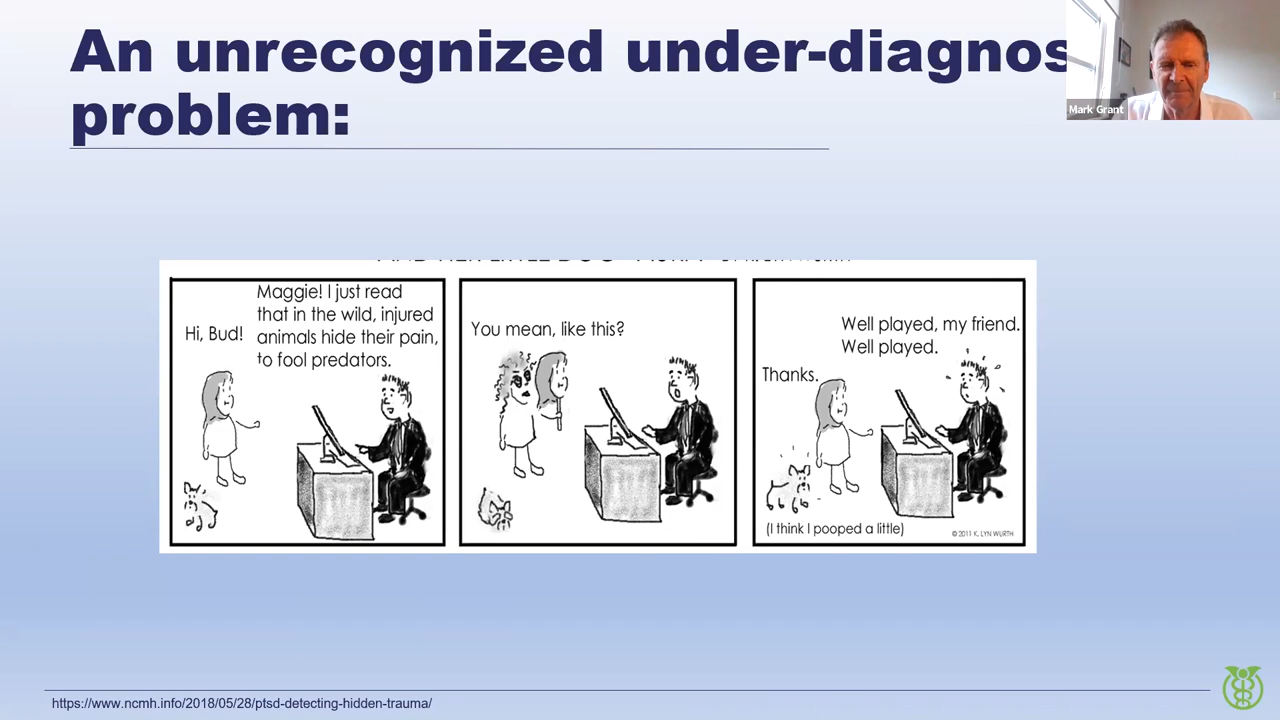 An unrecognized under-diagnos
problem:
Mark Grant
Hi, Bud!
Maggie! I just read
that in the wild, injured
animals hide their pain,
to fool predators.
You mean, like this?
Well played, my friend.
Well played.
Thanks.
(I think I pooped a little)
© 2011 K. LYN WURTH
https://www.ncmh.info/2018/05/28/ptsd-detecting-hidden-trauma/